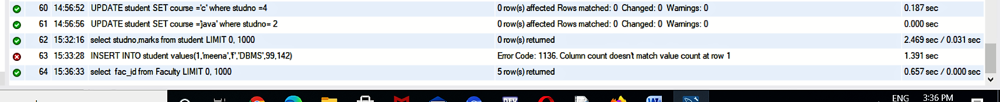 60 14:56:52 UPDATE student SET course ='c' where studno =4 0 row(s) affected Rows matched: 0 Changed: 0 Warnings: 0 0.187 sec
61 14:56:56 UPDATE student SET course ='java' where studno= 2 0 row(s) affected Rows matched: 0 Changed: 0 Warnings: 0 0.000 sec
62 15:32:16 select studno,marks from student LIMIT 0, 1000 0 row(s) returned 2.469 sec / 0.031 sec
63 15:33:28 INSERT INTO student values(1,'meena','f','DBMS',99,142) Error Code: 1136. Column count doesn't match value count at row 1 1.391 sec
64 15:36:33 select fac_id from Faculty LIMIT 0, 1000 5 row(s) returned 0.657 sec / 0.000 sec
DEV
W
ENG 3:36 PM